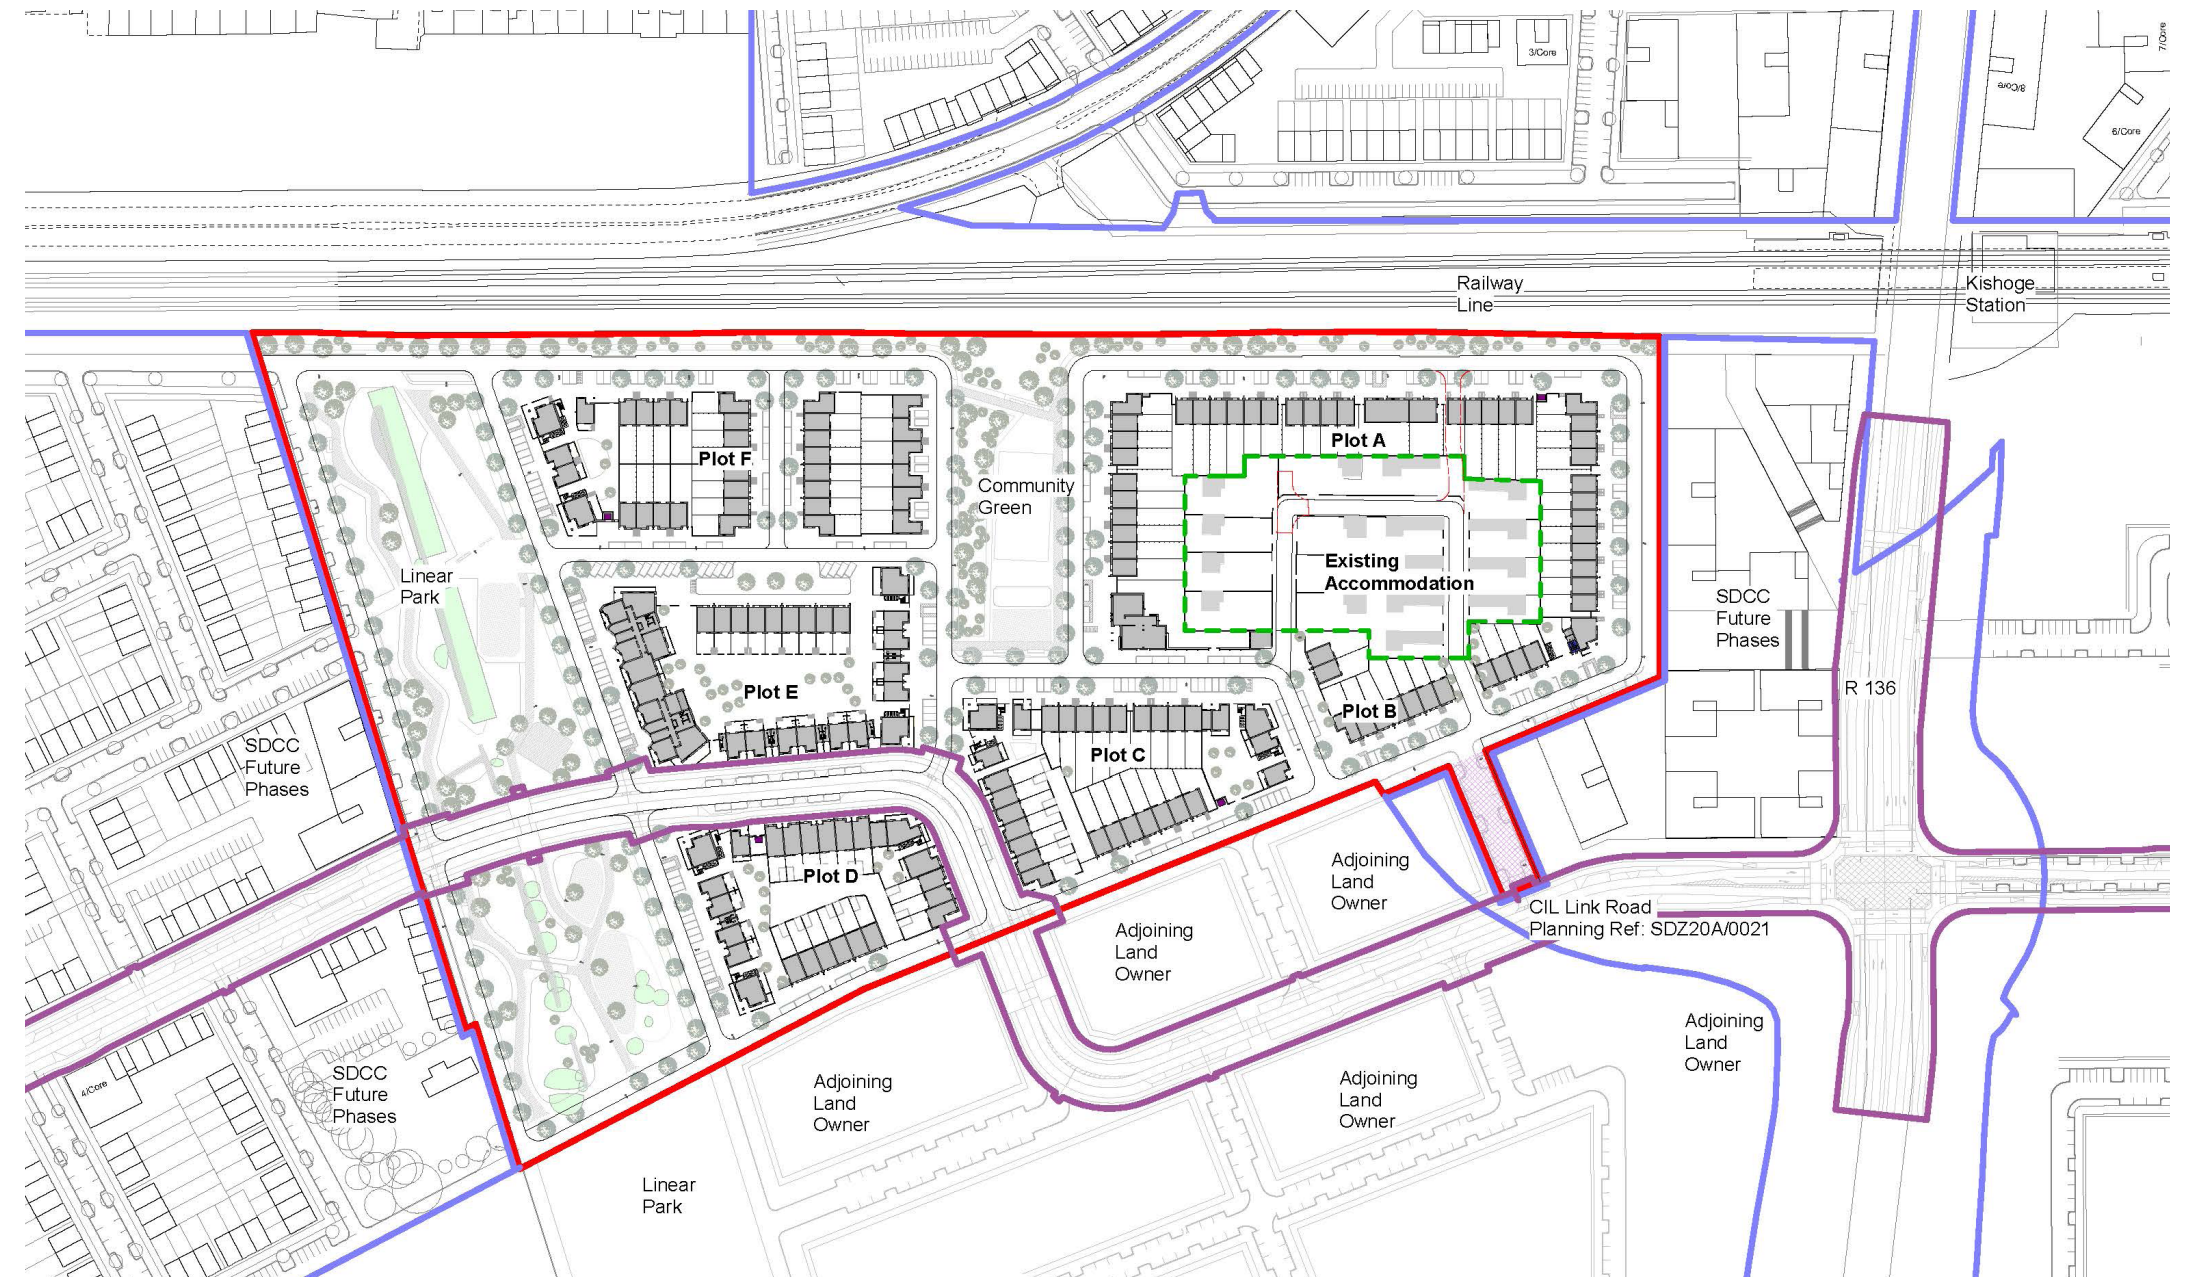 3/Core
7/Core
8/Core
6/Core
Railway
Line
Kishoge
Station
Plot A
Plot F
Community
Green
Existing
Accommodation
Linear
Park
SDCC
Future
Phases
R 136
Plot E
Plot B
Plot C
SDCC
Future
Phases
Plot D
Adjoining
Land
Owner
CIL Link Road
Planning Ref: SDZ20A/0021
Adjoining
Land
Owner
Adjoining
Land
Owner
SDCC
Future
Phases
4/Core
Adjoining
Land
Owner
Adjoining
Land
Owner
Linear
Park